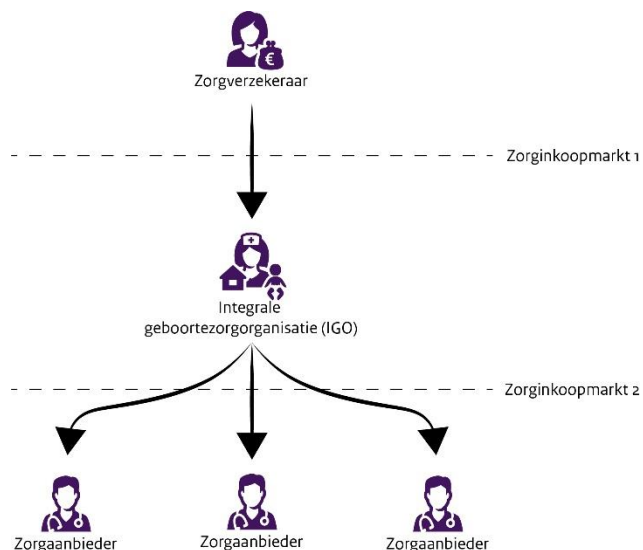 €
Zorgverzekeraar
Zorginkoopmarkt 1
Integrale
geboortezorgorganisatie (IGO)
Zorginkoopmarkt 2
Zorgaanbieder
Zorgaanbieder
Zorgaanbieder